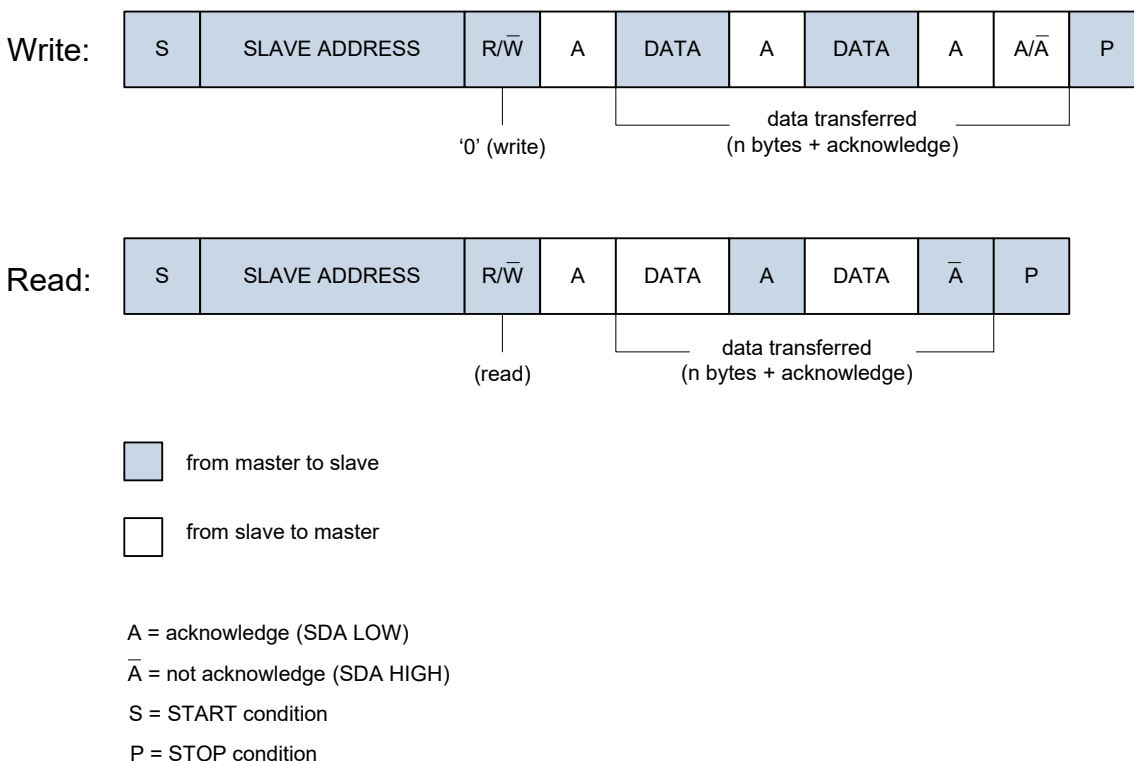 Write: S SLAVE ADDRESS R/W̅ A DATA A DATA A A/A̅ P
'0' (write)
data transferred
(n bytes + acknowledge)
Read: S SLAVE ADDRESS R/W̅ A DATA A DATA A̅ P
(read)
data transferred
(n bytes + acknowledge)
from master to slave
from slave to master
A = acknowledge (SDA LOW)
A̅ = not acknowledge (SDA HIGH)
S = START condition
P = STOP condition